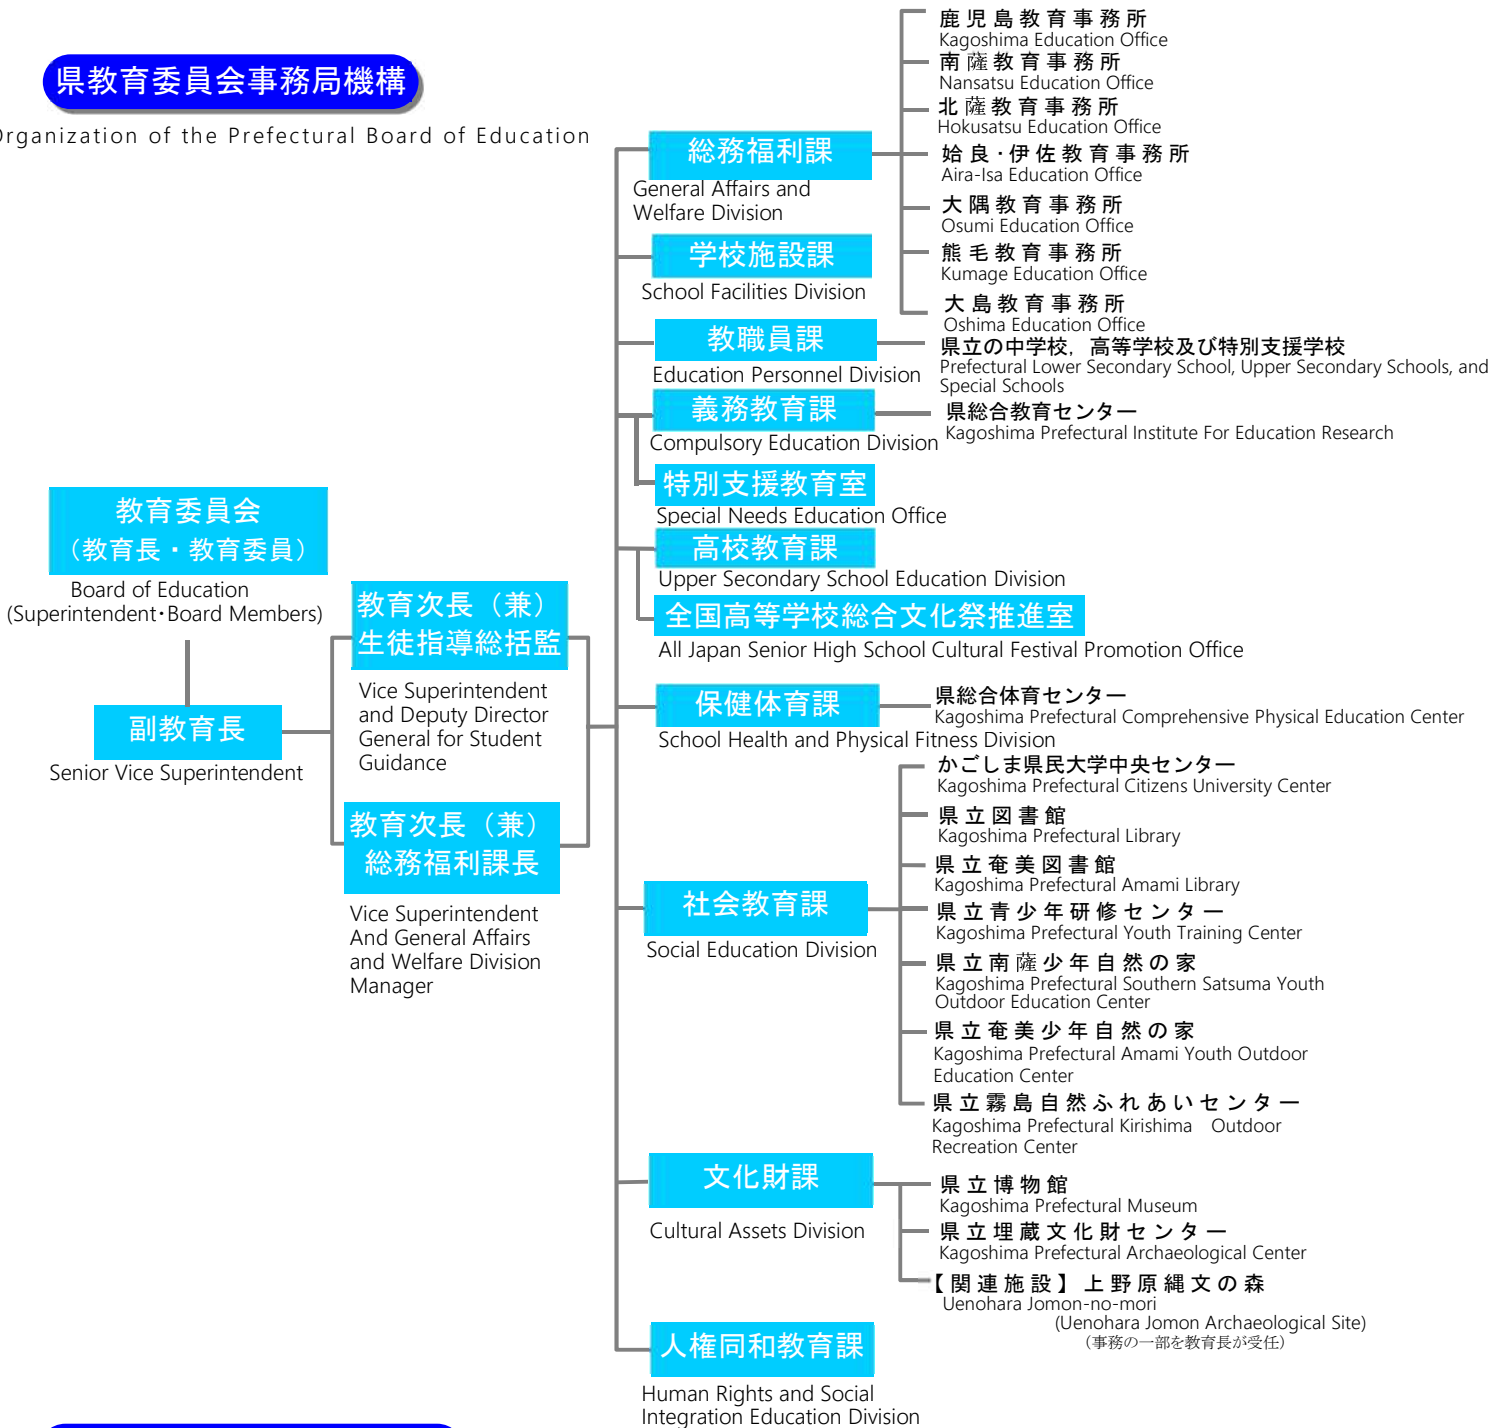 県教育委員会事務局機構
Organization of the Prefectural Board of Education
教育委員会
（教育長・教育委員）
Board of Education
(Superintendent･Board Members)
副教育長
Senior Vice Superintendent
教育次長（兼）
生徒指導総括監
Vice Superintendent
and Deputy Director
General for Student
Guidance
教育次長（兼）
総務福利課長
Vice Superintendent
And General Affairs
and Welfare Division
Manager
総務福利課
General Affairs and
Welfare Division
鹿児島教育事務所
Kagoshima Education Office
南薩教育事務所
Nansatsu Education Office
北薩教育事務所
Hokusatsu Education Office
姶良･伊佐教育事務所
Aira-Isa Education Office
大隅教育事務所
Osumi Education Office
熊毛教育事務所
Kumage Education Office
大島教育事務所
Oshima Education Office
学校施設課
School Facilities Division
教職員課
Education Personnel Division
県立の中学校，高等学校及び特別支援学校
Prefectural Lower Secondary School, Upper Secondary Schools, and
Special Schools
義務教育課
Compulsory Education Division
県総合教育センター
Kagoshima Prefectural Institute For Education Research
特別支援教育室
Special Needs Education Office
高校教育課
Upper Secondary School Education Division
全国高等学校総合文化祭推進室
All Japan Senior High School Cultural Festival Promotion Office
保健体育課
School Health and Physical Fitness Division
県総合体育センター
Kagoshima Prefectural Comprehensive Physical Education Center
社会教育課
Social Education Division
かごしま県民大学中央センター
Kagoshima Prefectural Citizens University Center
県立図書館
Kagoshima Prefectural Library
県立奄美図書館
Kagoshima Prefectural Amami Library
県立青少年研修センター
Kagoshima Prefectural Youth Training Center
県立南薩少年自然の家
Kagoshima Prefectural Southern Satsuma Youth
Outdoor Education Center
県立奄美少年自然の家
Kagoshima Prefectural Amami Youth Outdoor
Education Center
県立霧島自然ふれあいセンター
Kagoshima Prefectural Kirishima　Outdoor
Recreation Center
文化財課
Cultural Assets Division
県立博物館
Kagoshima Prefectural Museum
県立埋蔵文化財センター
Kagoshima Prefectural Archaeological Center
【関連施設】上野原縄文の森
Uenohara Jomon-no-mori
(Uenohara Jomon Archaeological Site)
（事務の一部を教育長が受任）
人権同和教育課
Human Rights and Social
Integration Education Division